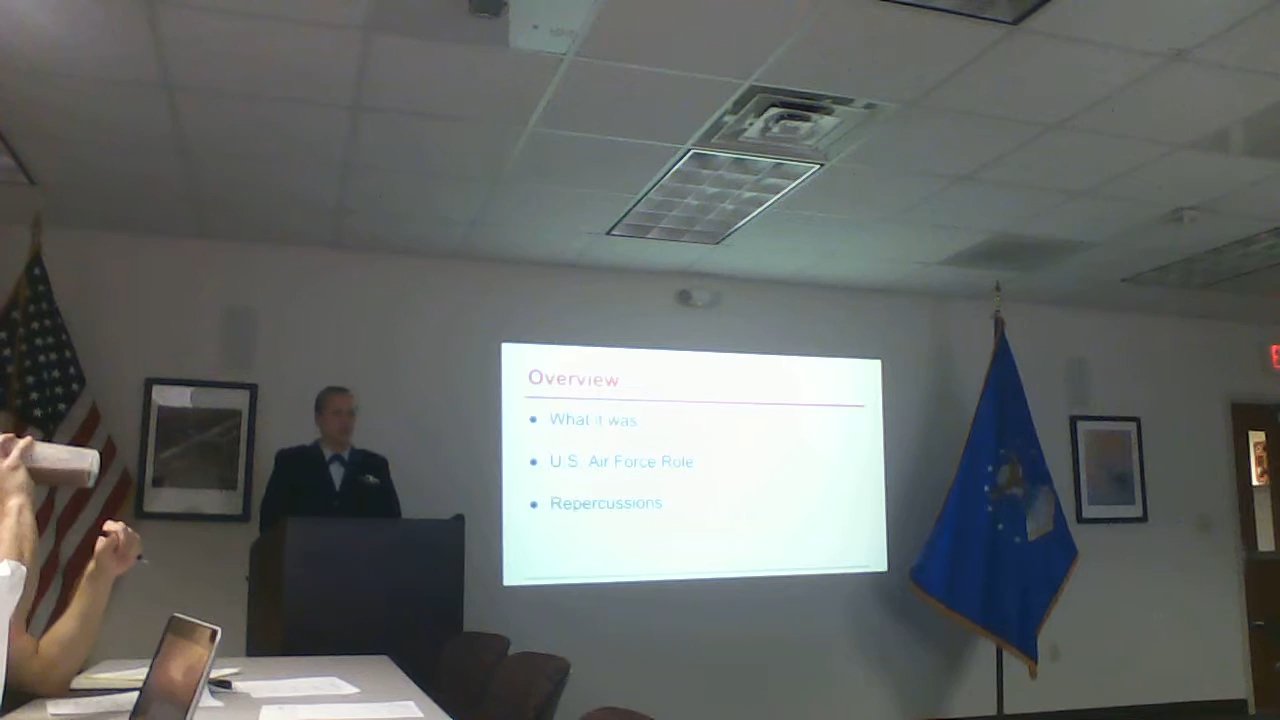 Overview
What it was
U.S. Air Force Role
Repercussions